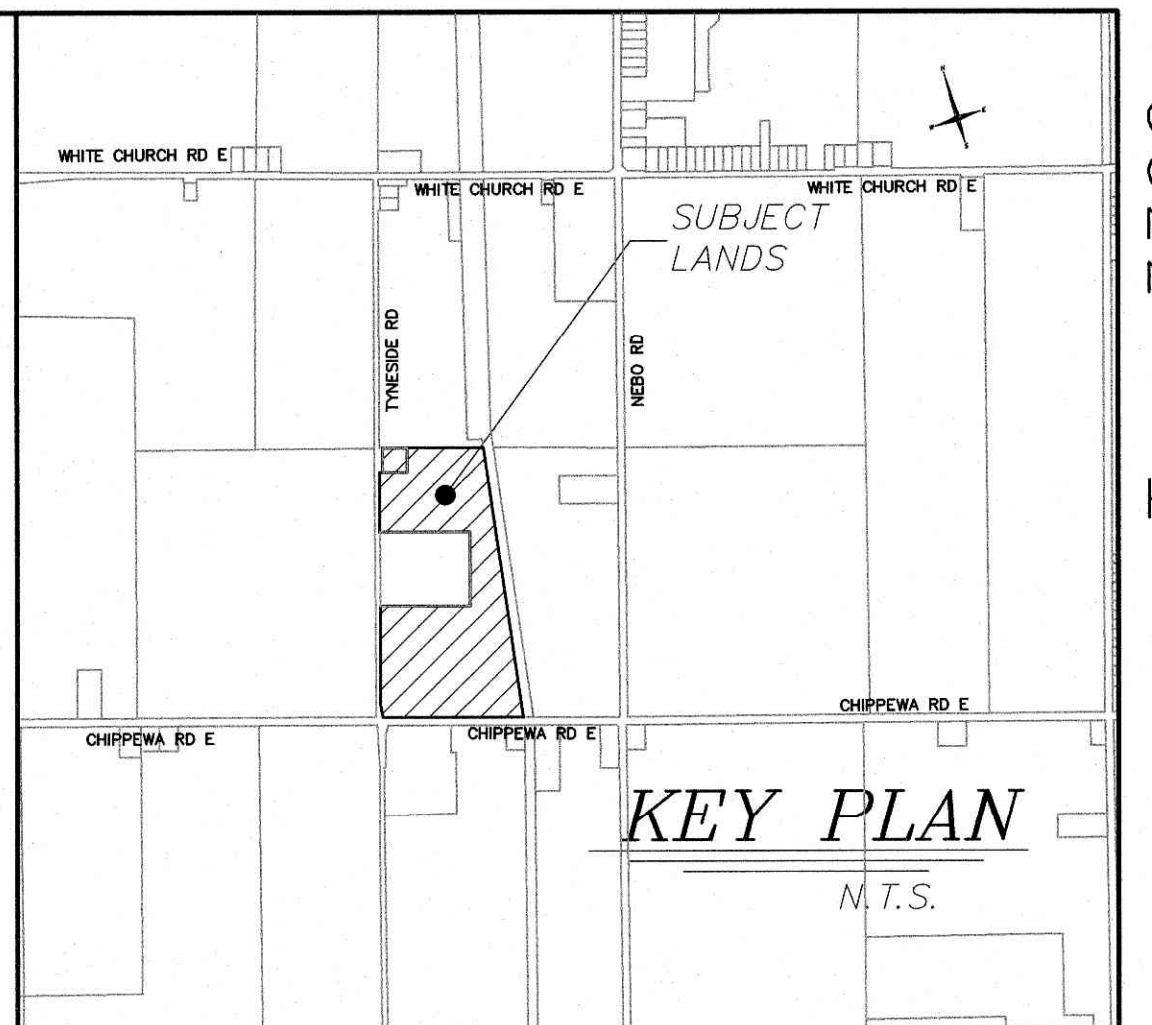 WHITE CHURCH RD E
WHITE CHURCH RD E
WHITE CHURCH RD E
SUBJECT
LANDS
TYNESIDE RD
NEBO RD
CHIPPEWA RD E
CHIPPEWA RD E
CHIPPEWA RD E
KEY PLAN
N.T.S.